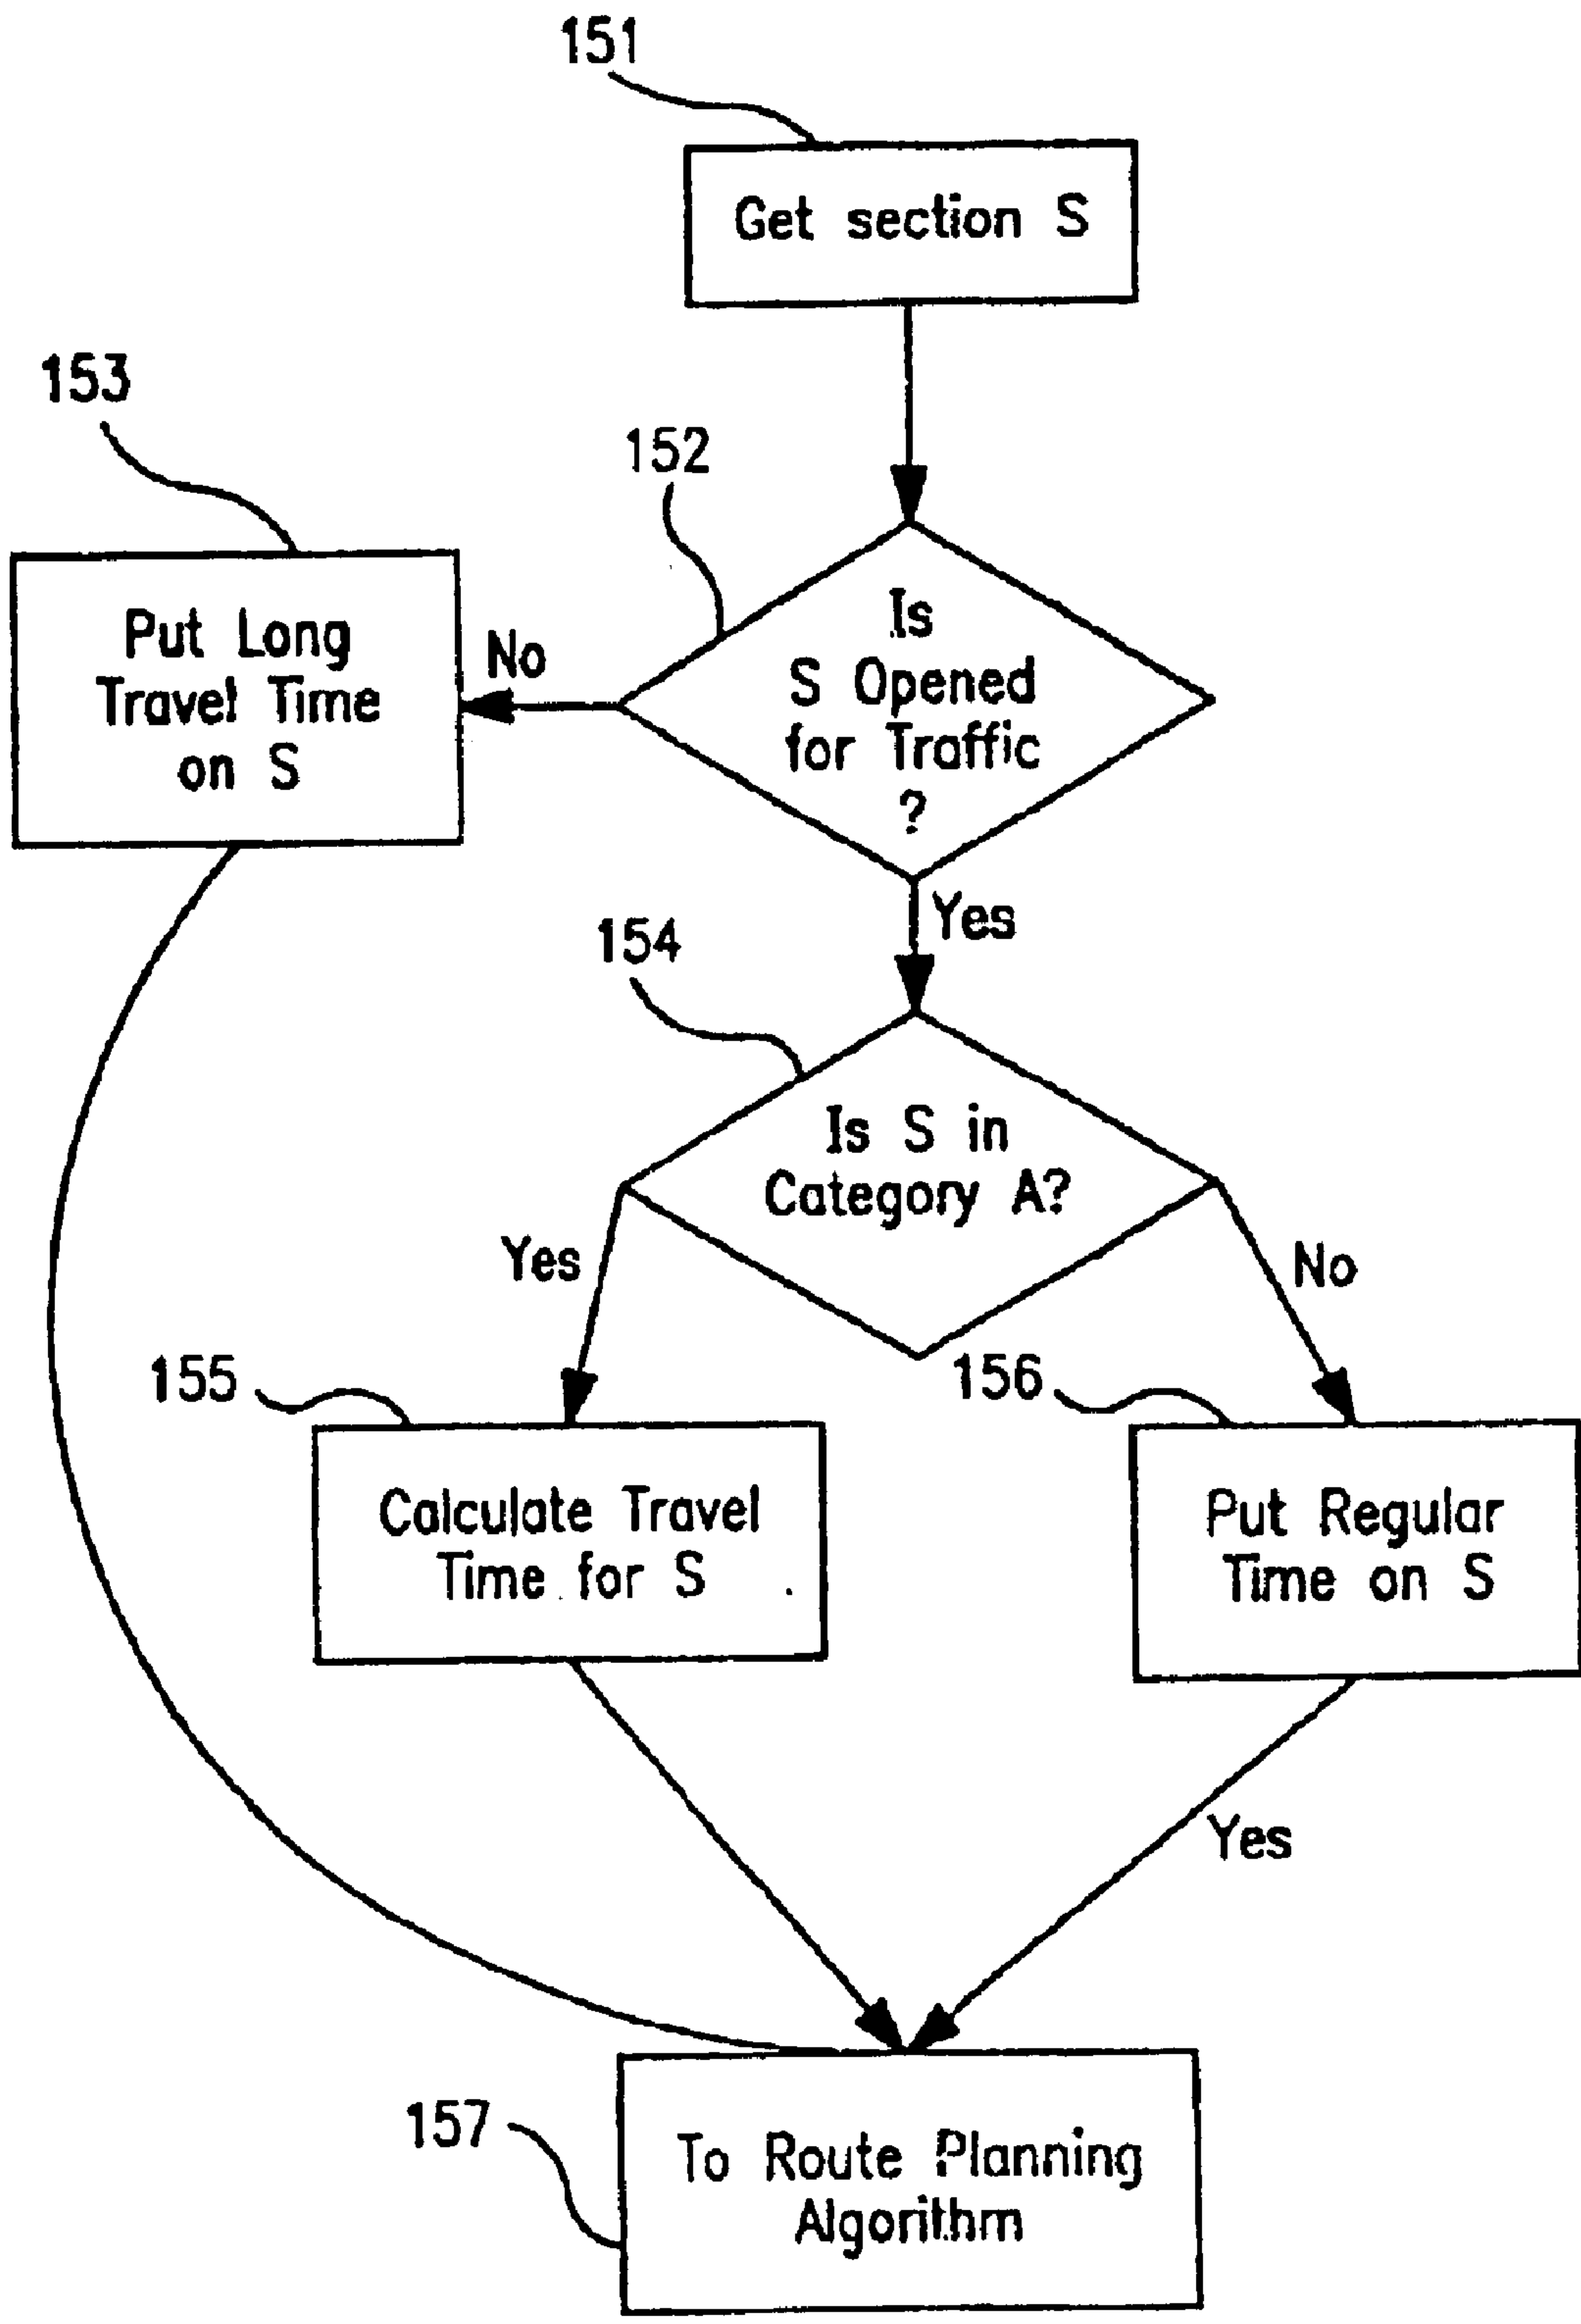 151
Get section S
153
152
Put Long
Travel Time
on S
No
Is
S Opened
for Traffic
?
Yes
154
Is S in
Category A?
Yes
No
155
156
Calculate Travel
Time for S
Put Regular
Time on S
Yes
157
To Route Planning
Algorithm